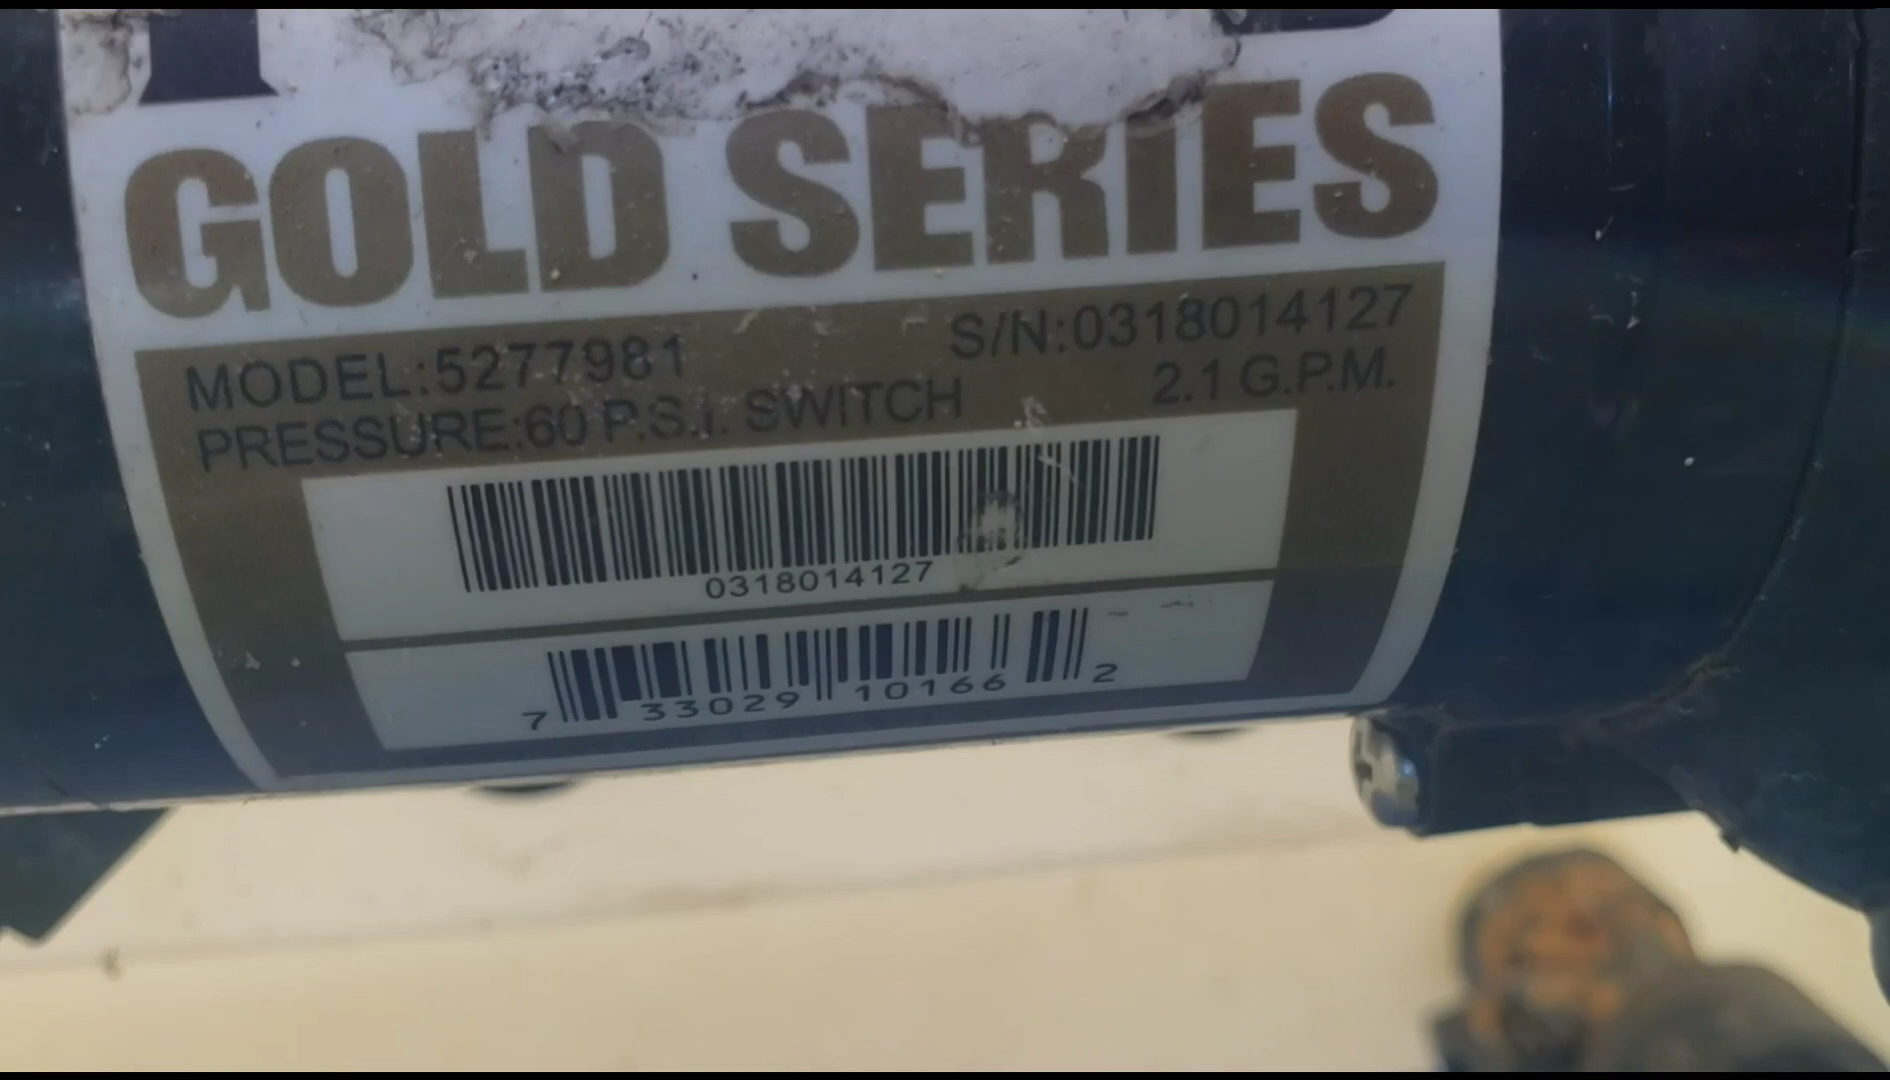 GOLD SERIES
MODEL:5277981 S/N:0318014127
PRESSURE:60 P.S.I. SWITCH 2.1 G.P.M.
0318014127
7 33029 10166 2